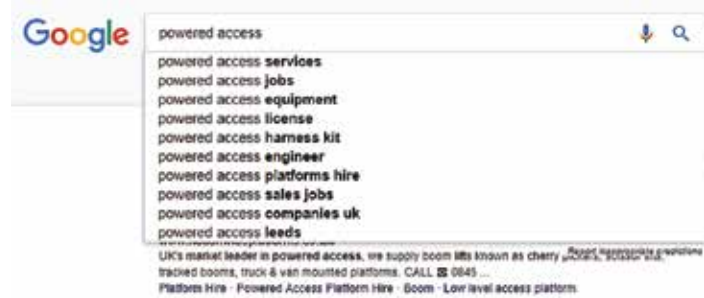 Google
powered access
powered access services
powered access jobs
powered access equipment
powered access license
powered access harness kit
powered access engineer
powered access platforms hire
powered access sales jobs
powered access companies uk
powered access leeds
Report inappropriate predictions
UK's market leader in powered access, we supply boom lifts known as cherry
tracked booms, truck & van mounted platforms. CALL ☎ 0845 ...
Platform Hire · Powered Access Platform Hire · Boom · Low level access platform